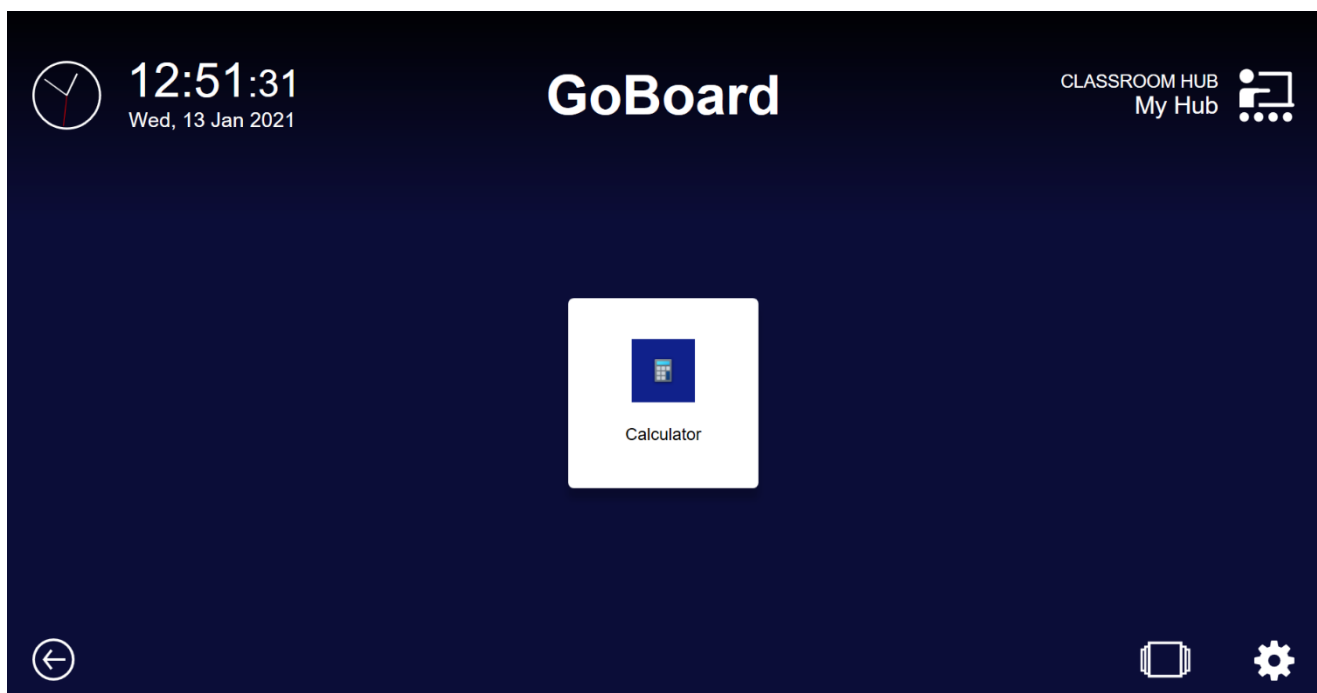 12:51:31
Wed, 13 Jan 2021
GoBoard
CLASSROOM HUB
My Hub
Calculator